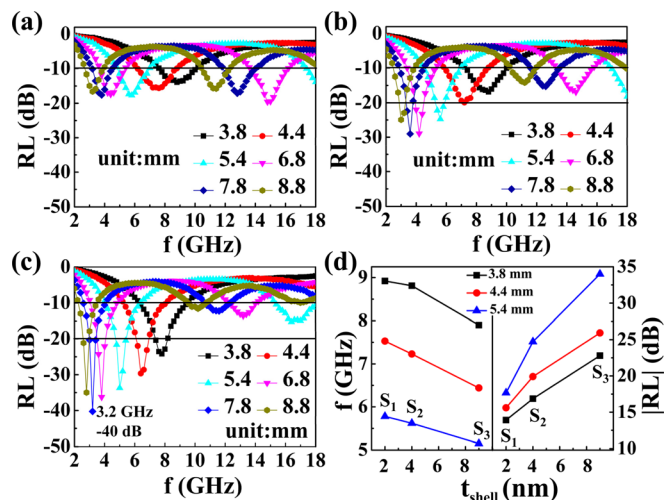 (a)
0
-10
-20
-30
-40
-50
RL (dB)
3.8 4.4
unit:mm 5.4 6.8
7.8 8.8
2 4 6 8 10 12 14 16 18
f (GHz)
(b)
0
-10
-20
-30
-40
-50
RL (dB)
3.8 4.4
unit:mm 5.4 6.8
7.8 8.8
2 4 6 8 10 12 14 16 18
f (GHz)
(c)
0
-10
-20
-30
-40
-50
RL (dB)
5.4
7.8
3.2 GHz
-40 dB
3.8 4.4
6.8
8.8
unit:mm
2 4 6 8 10 12 14 16 18
f (GHz)
(d)
9
8
7
6
5
f (GHz)
3.8 mm
4.4 mm
5.4 mm
S1 S2 S3
S1 S2 S3
35
30
25
20
15
10
|RL| (dB)
2 4 6 8 2 4 6 8
tshell (nm)